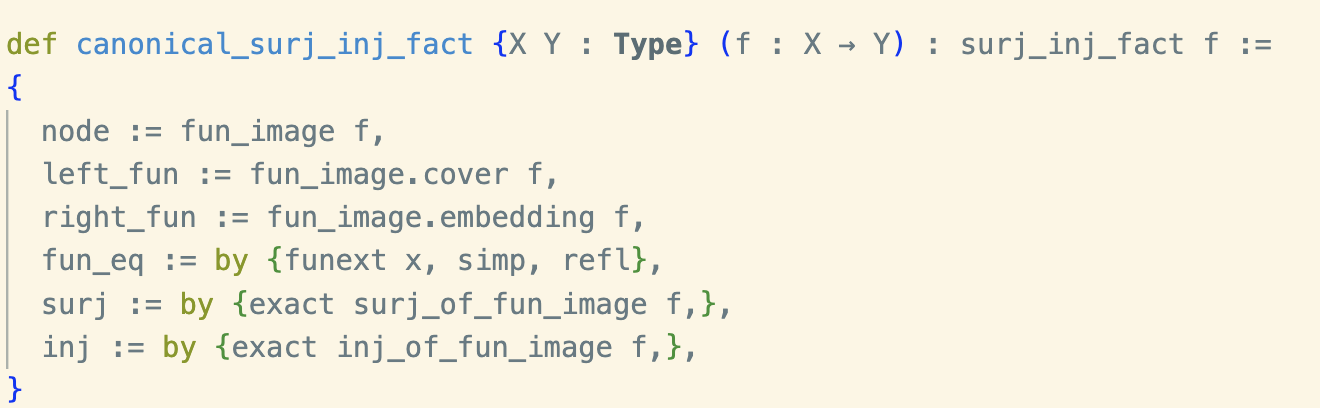 def canonical_surj_inj_fact {X Y : Type} (f : X → Y) : surj_inj_fact f :=
{
  node := fun_image f,
  left_fun := fun_image.cover f,
  right_fun := fun_image.embedding f,
  fun_eq := by {funext x, simp, refl},
  surj := by {exact surj_of_fun_image f,},
  inj := by {exact inj_of_fun_image f,},
}